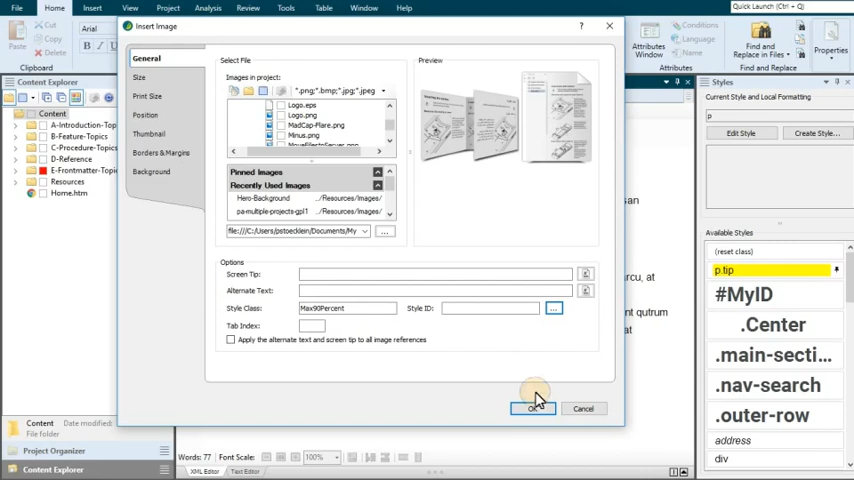 File Home Insert View Project Review Analysis Tools Table Window Help Quick Launch (Ctrl+Q)
Cut
Copy
Delete
Paste
Clipboard
B I
Insert Image
?
Attributes Window
Conditions
Language
Name
Attributes
Find and Replace in Files
Find and Replace
Properties
Content Explorer
Content
A-Introduction-Topics
B-Feature-Topics
C-Procedure-Topics
D-Reference
E-Frontmatter-Topic
Resources
Home.htm
Content Date modified:
File folder
Project Organizer
Content Explorer
General
Size
Print Size
Position
Thumbnail
Borders & Margins
Background
Select File
Images in project:
*.png;*.bmp;*.jpg;*.jpeg
Logo.eps
Logo.png
MadCap-Flare.png
Minus.png
Pinned Images
Recently Used Images
Hero-Background ../Resources/Images/
pa-multiple-projects-gpl1 ../Resources/Images/
file:///C:/Users/pstoecklein/Documents/My
...
Preview
Options
Screen Tip:
Alternate Text:
Style Class: Max90Percent Style ID: ...
Tab Index:
Apply the alternate text and screen tip to all image references
OK Cancel
san
arcu, at
ent qutrum
t
Words: 77 Font Scale: 100%
XML Editor Text Editor
Styles
Current Style and Local Formatting
p
Edit Style Create Style...
Available Styles
(reset class)
p.tip
#MyID
.Center
.main-secti...
.nav-search
.outer-row
address
div